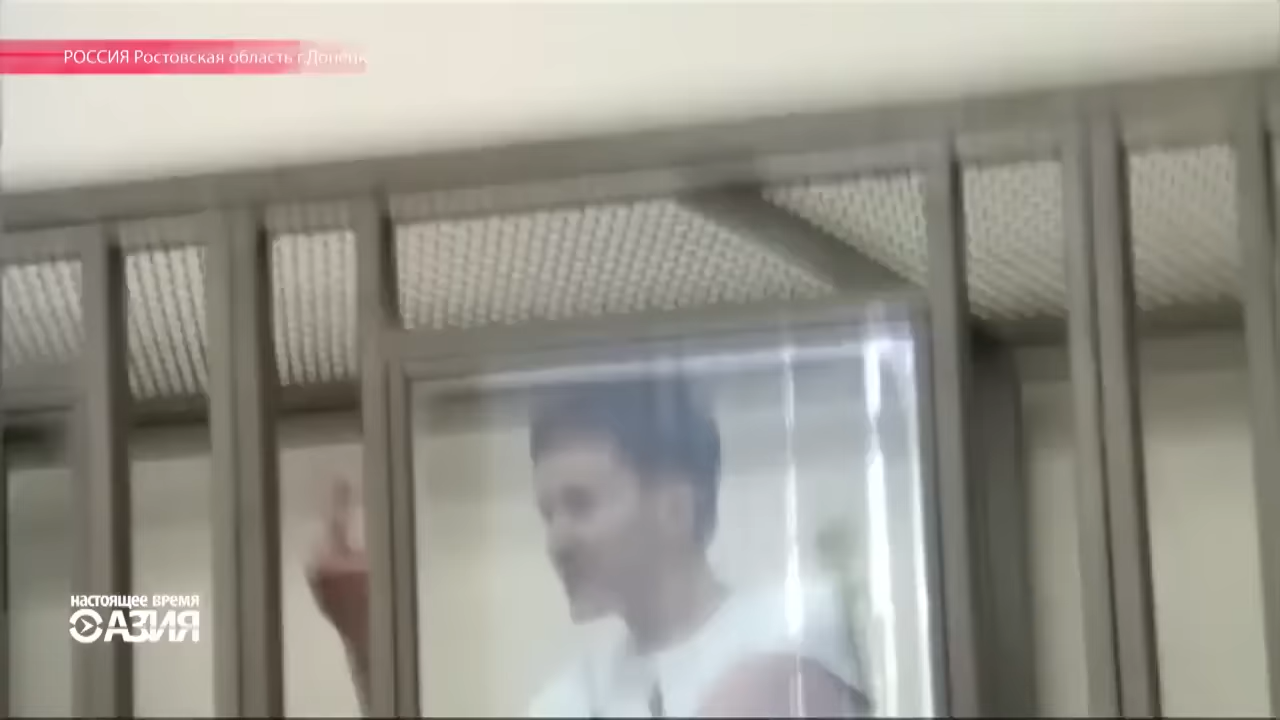 РОССИЯ Ростовская область г.Донецк
НАСТОЯЩЕЕ ВРЕМЯ
АЗИЯ